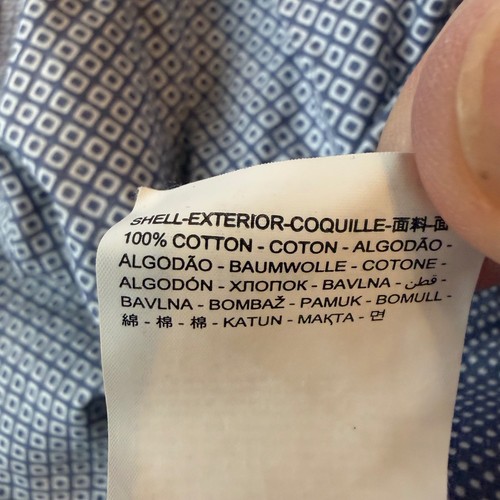 SHELL-EXTERIOR-COQUILLE-面料-面
100% COTTON - COTON - ALGODÃO -
ALGODÃO - BAUMWOLLE - COTONE -
ALGODÓN - ХЛОПОК - BAVLNA - قطن -
BAVLNA - BOMBAŽ - PAMUK - BOMULL -
綿 - 棉 - 棉 - KATUN - МАҚТА - 면